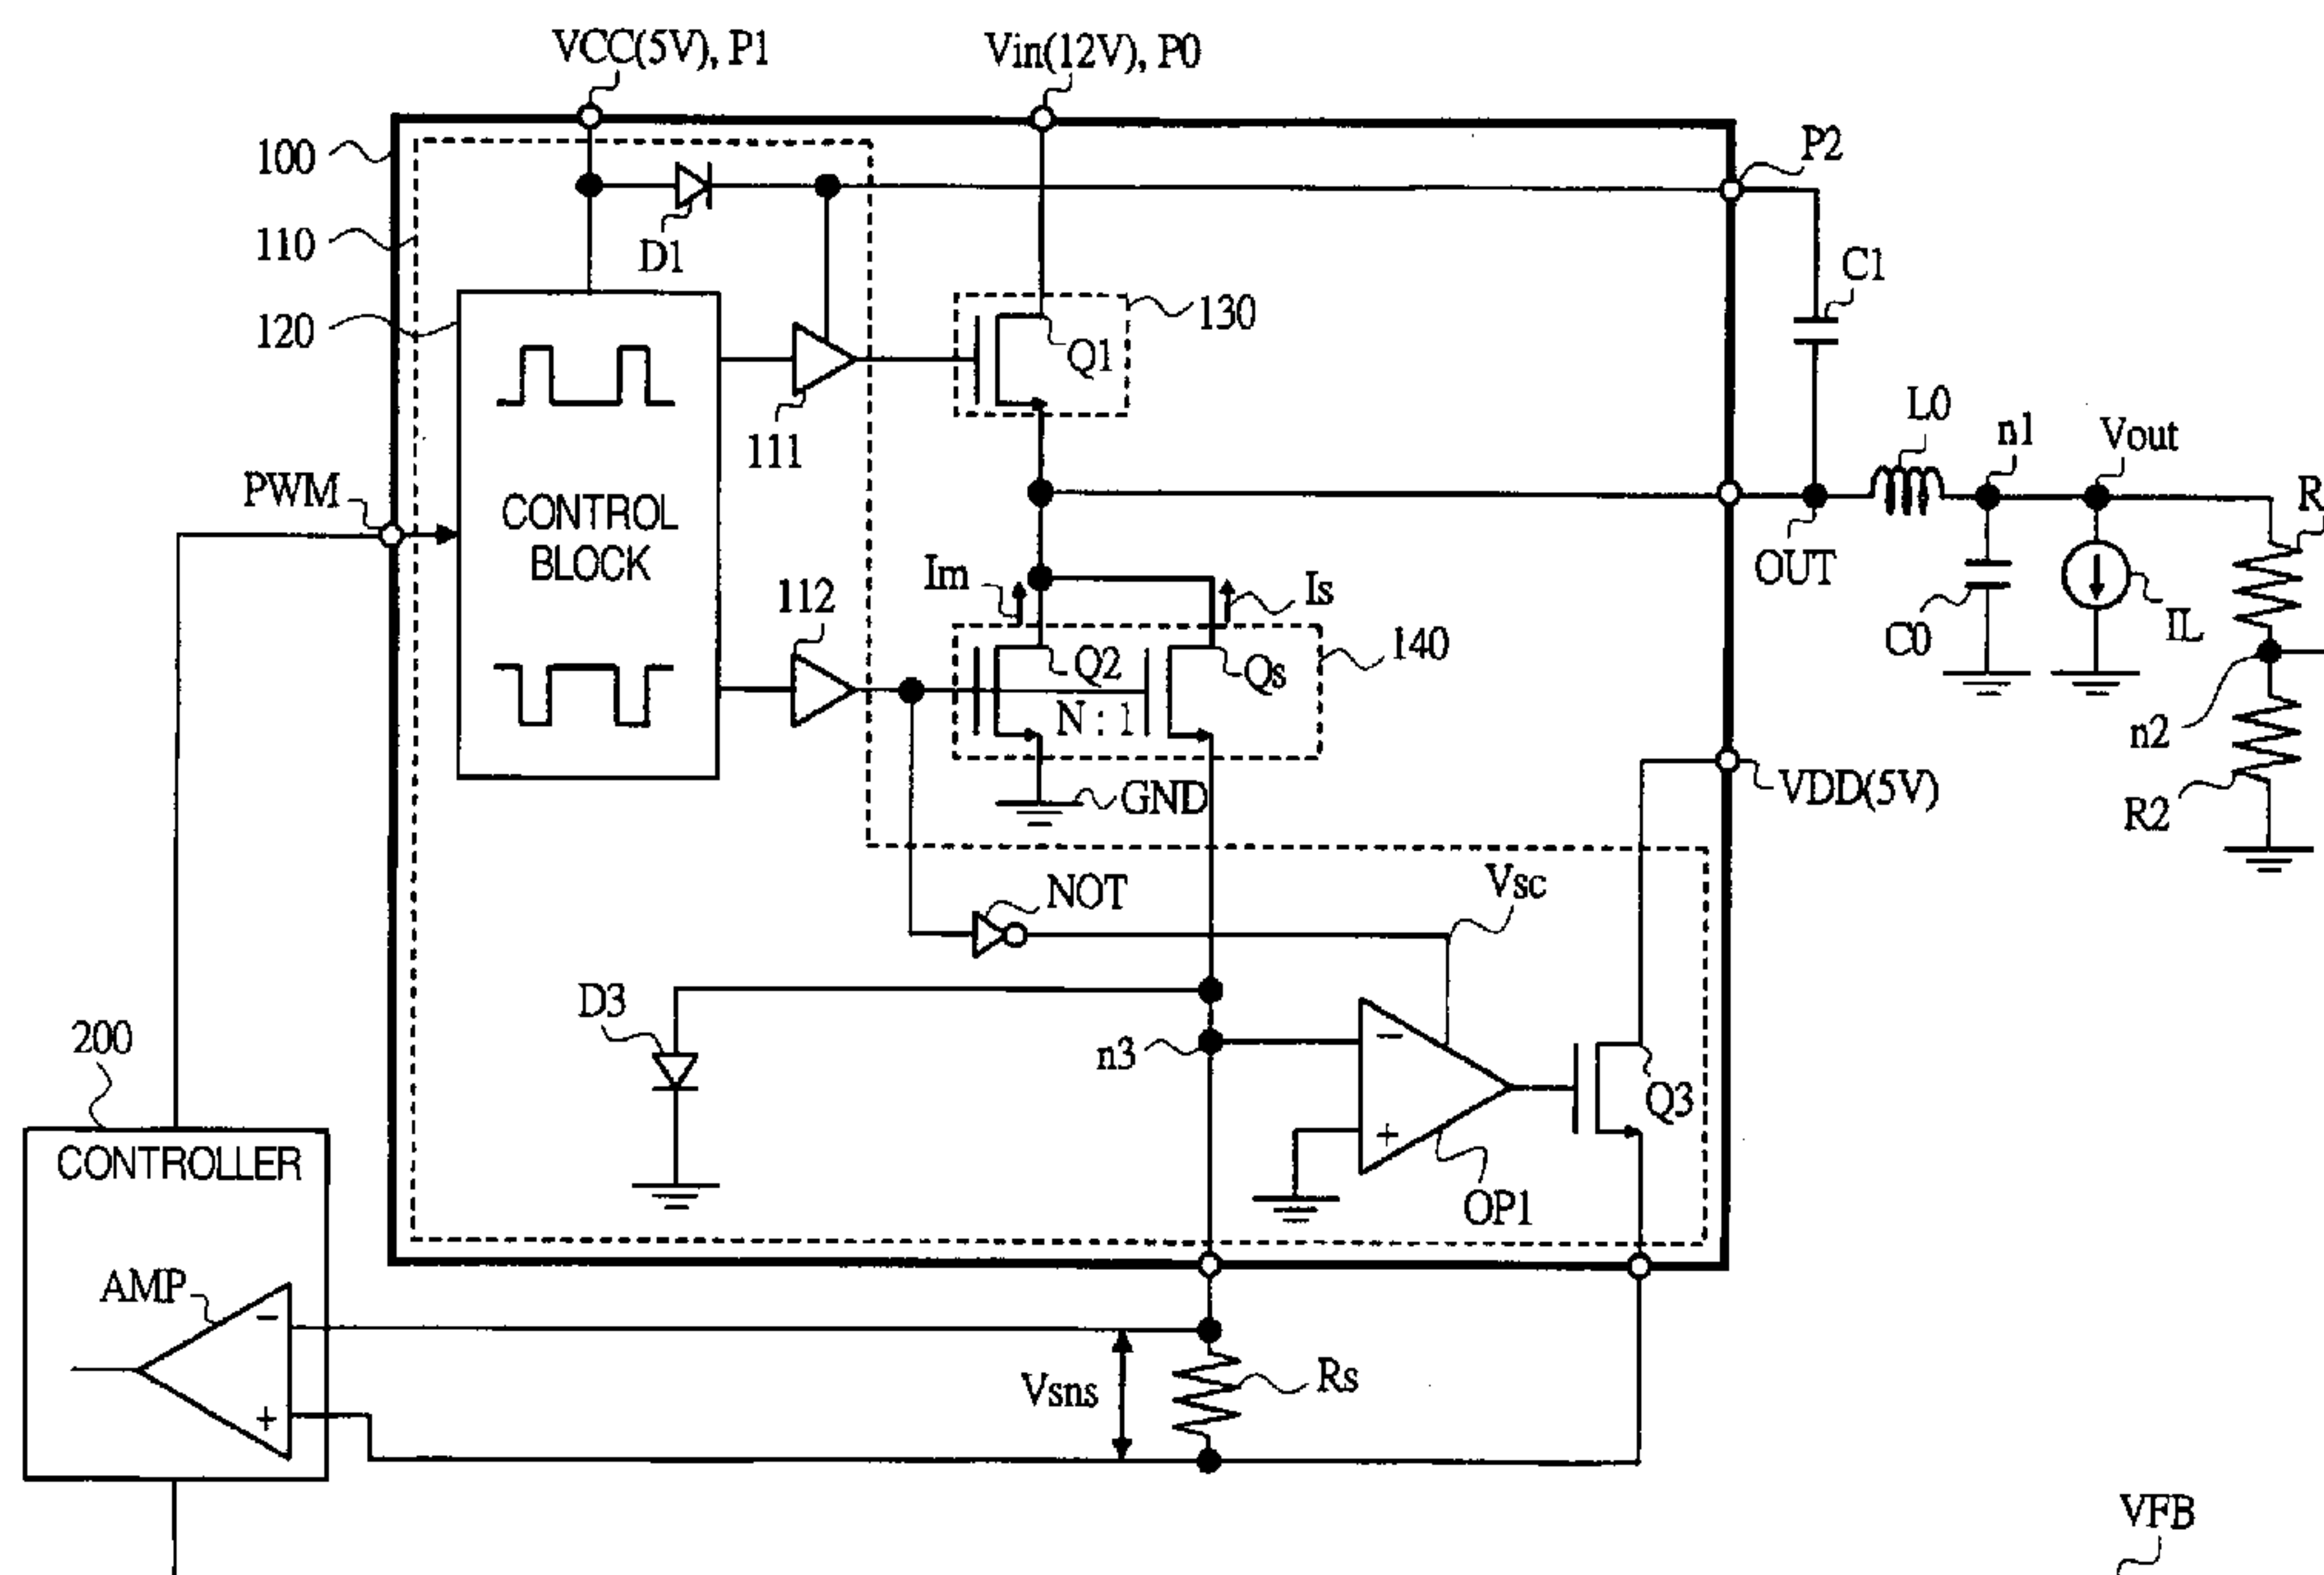 VCC(5V), P1
Vin(12V), P0
100
P2
110
D1
C1
120
130
Q1
111
L0
n1
Vout
R
PWM
CONTROL
BLOCK
OUT
Im
Is
112
C0
IL
140
Q2
Qs
N : 1
n2
GND
VDD(5V)
R2
NOT
Vsc
D3
200
n3
−
Q3
+
CONTROLLER
OP1
AMP
−
Vsns
Rs
+
VFB